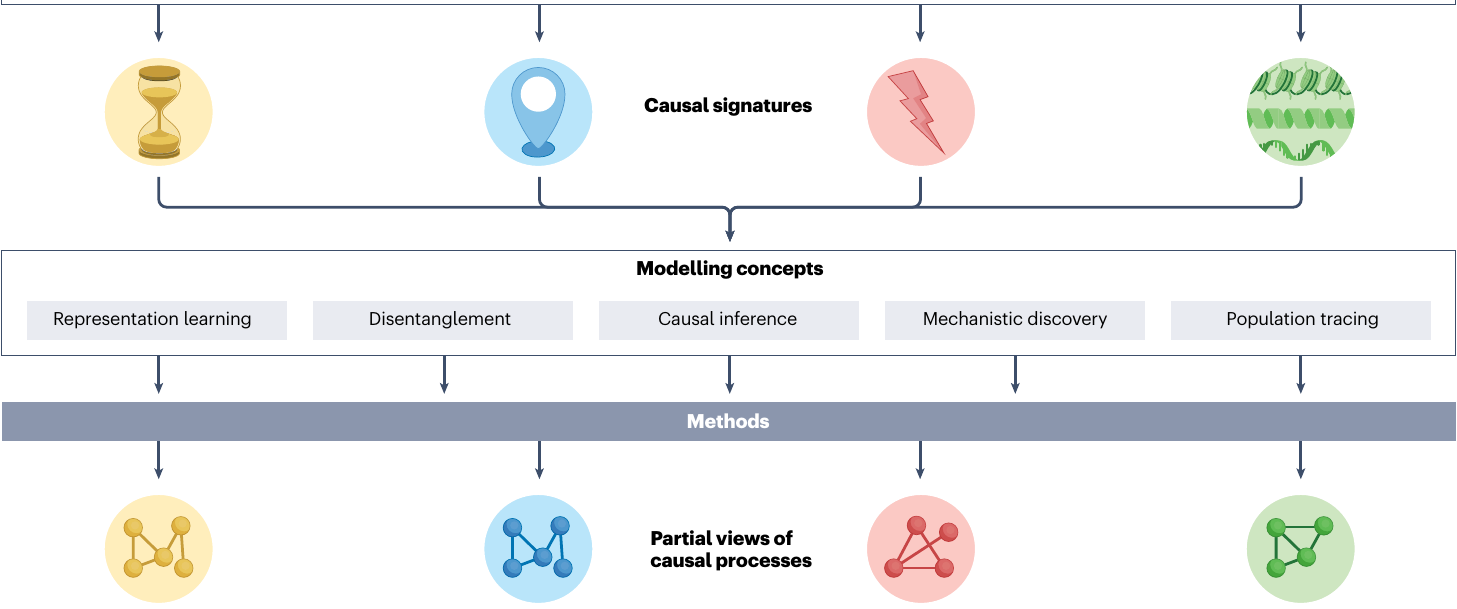 Causal signatures
Modelling concepts
Representation learning
Disentanglement
Causal inference
Mechanistic discovery
Population tracing
Methods
Partial views of
causal processes